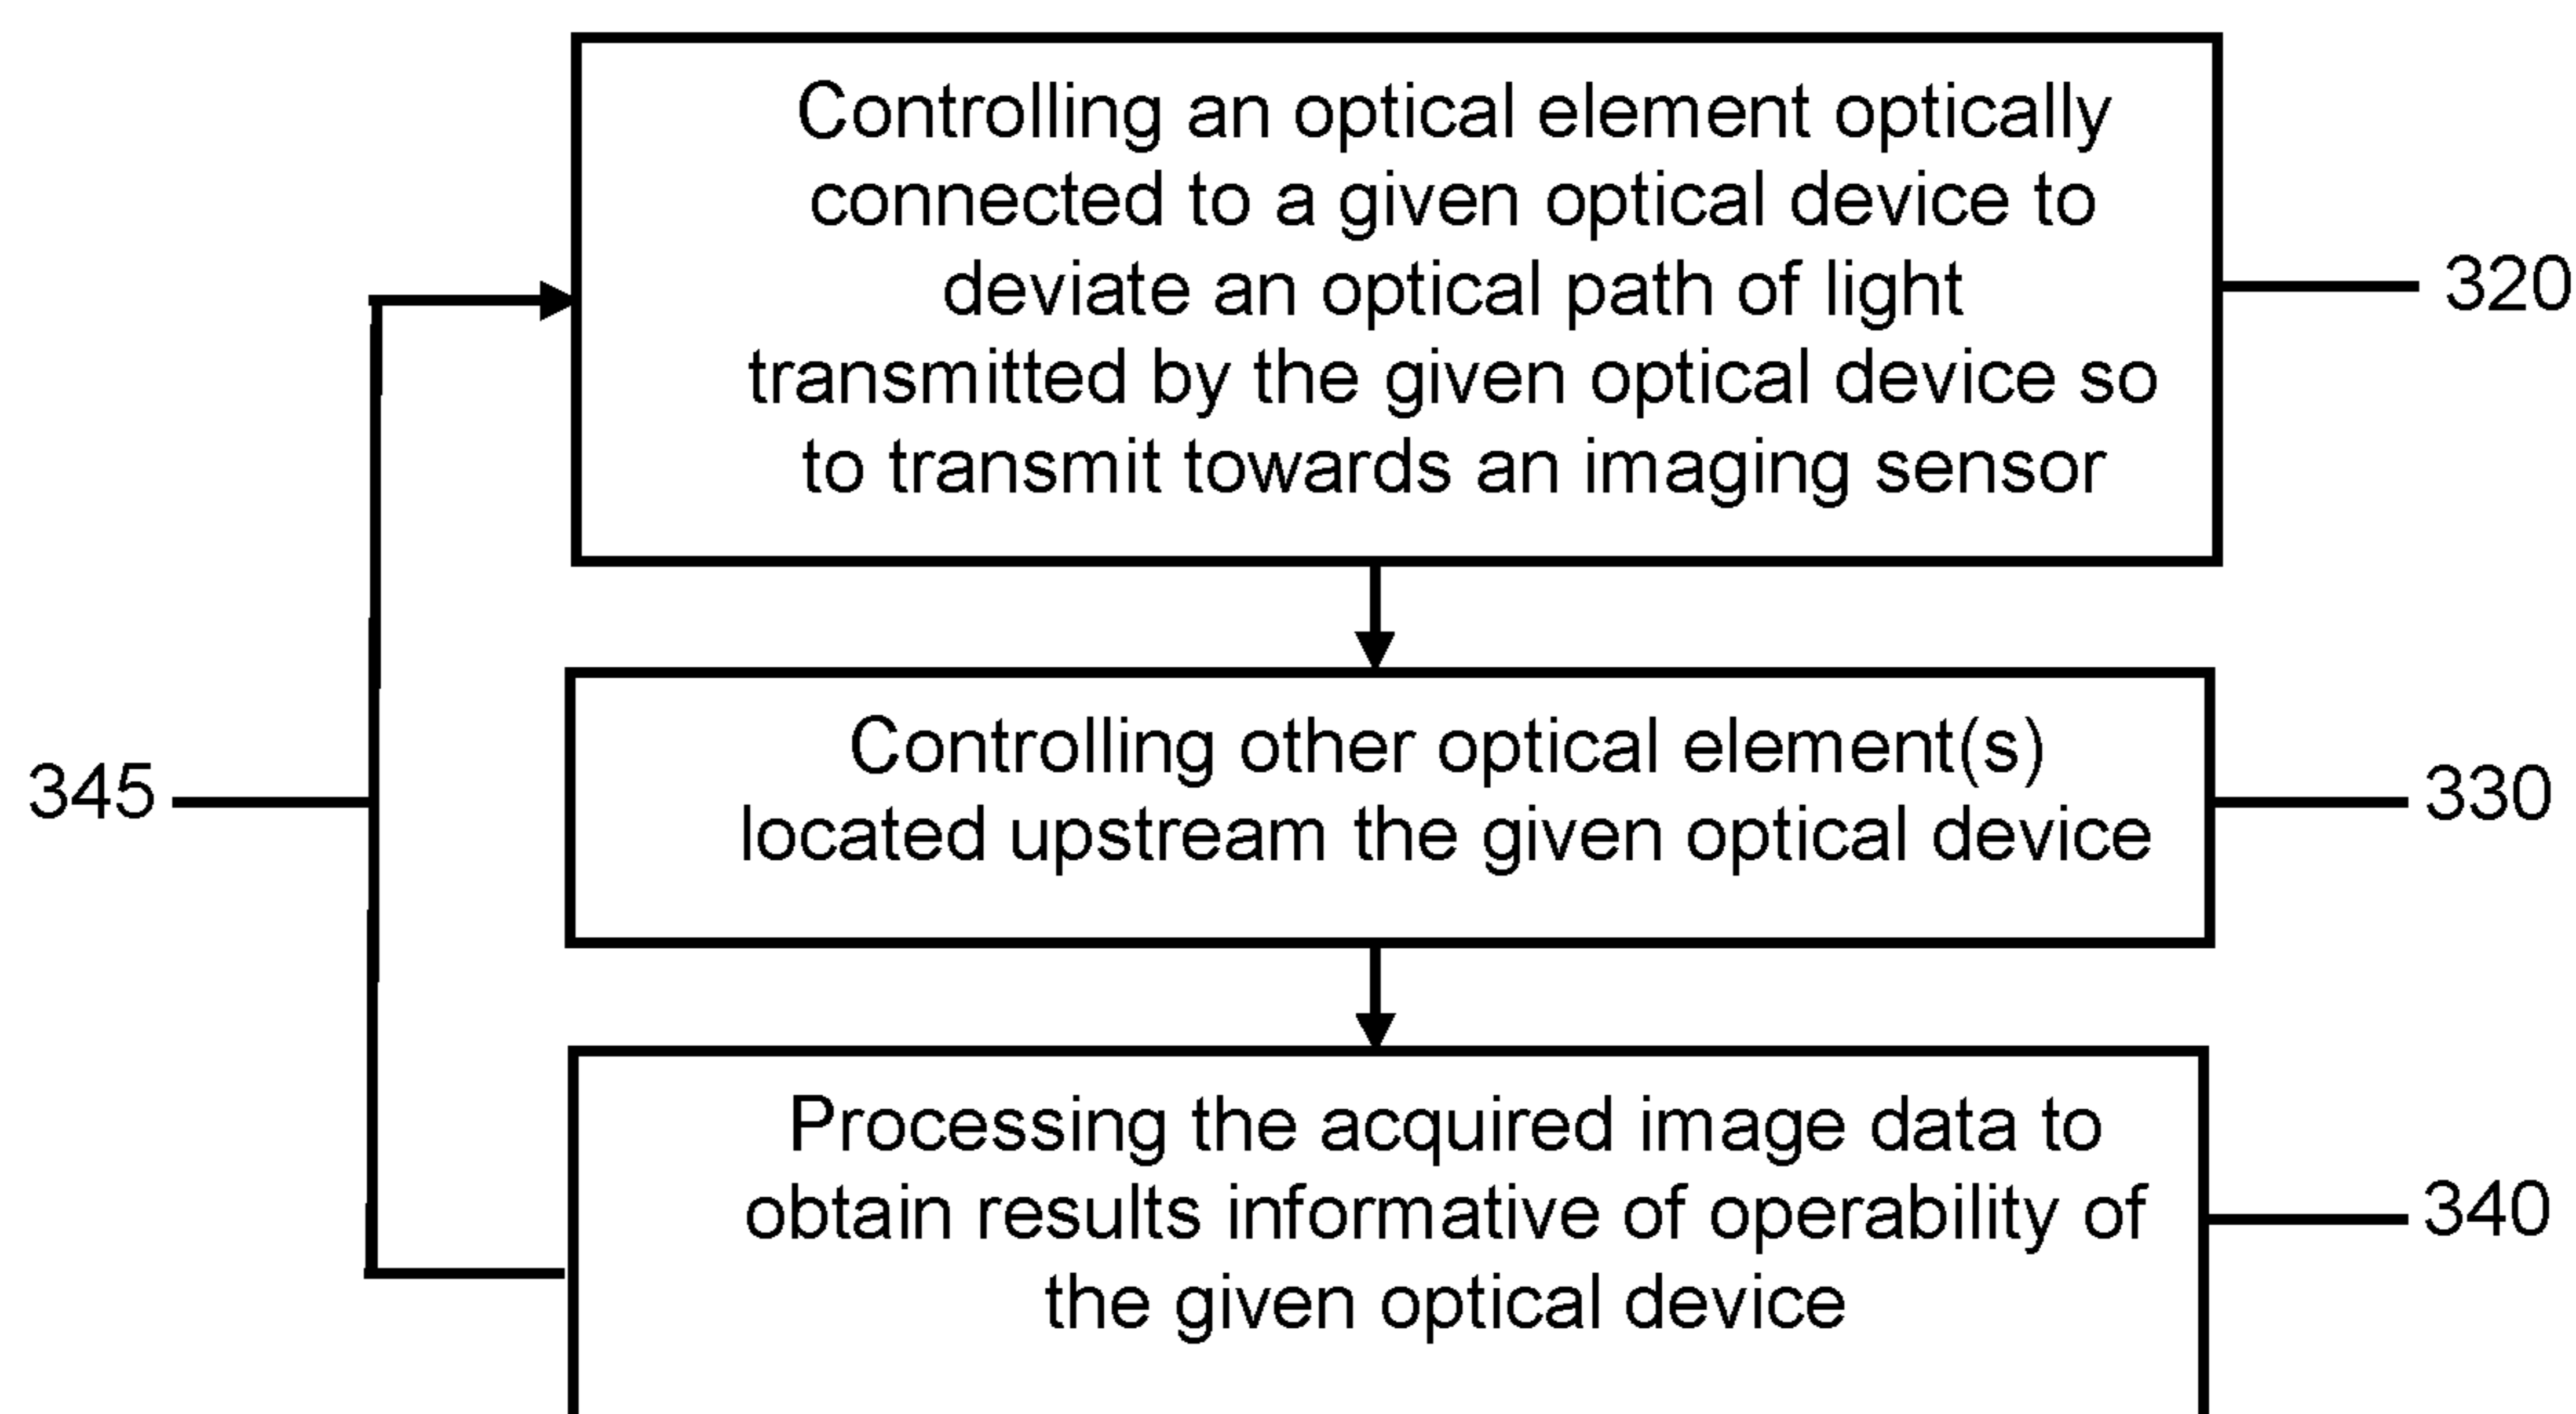 Controlling an optical element optically
connected to a given optical device to
deviate an optical path of light
transmitted by the given optical device so
to transmit towards an imaging sensor
320
Controlling other optical element(s)
located upstream the given optical device
330
345
Processing the acquired image data to
obtain results informative of operability of
the given optical device
340